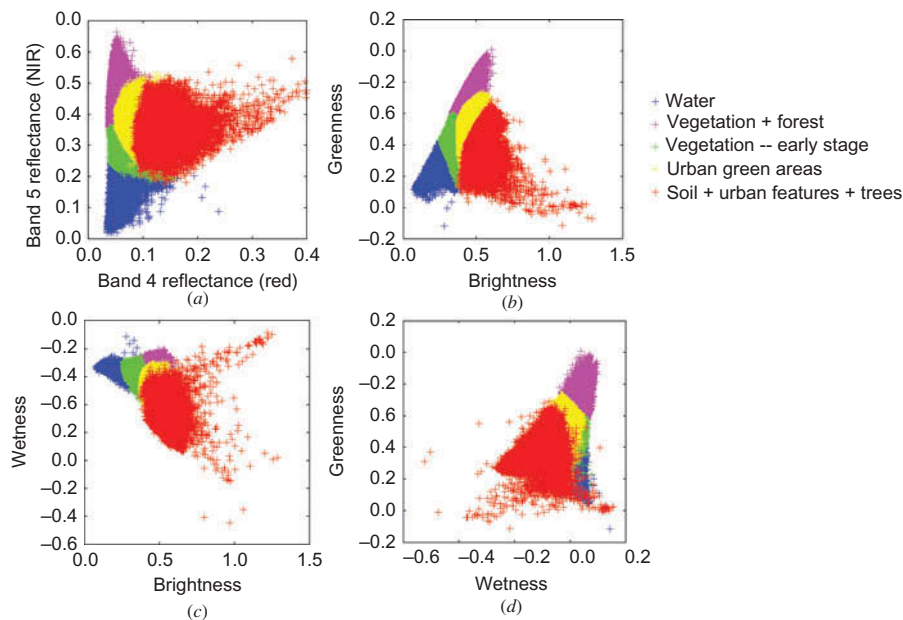 0.0
0.6
0.5
0.4
0.3
0.2
0.1
0.0
Band 5 reflectance (NIR)
0.0 0.1 0.2 0.3 0.4
Band 4 reflectance (red)
(a)
0.2
0.0
–0.2
0.6
0.4
0.2
0.0
–0.2
Greenness
0.0 0.5 1.0 1.5
Brightness
(b)
Water
Vegetation + forest
Vegetation -- early stage
Urban green areas
Soil + urban features + trees
0.0
–0.2
–0.4
–0.6
0.2
0.0
–0.4
–0.6
Wetness
0.0 0.5 1.0 1.5
Brightness
(c)
0.2
0.0
–0.2
0.6
0.4
0.2
0.0
–0.2
Greenness
–0.6 –0.4 –0.2 0.0 0.2
Wetness
(d)